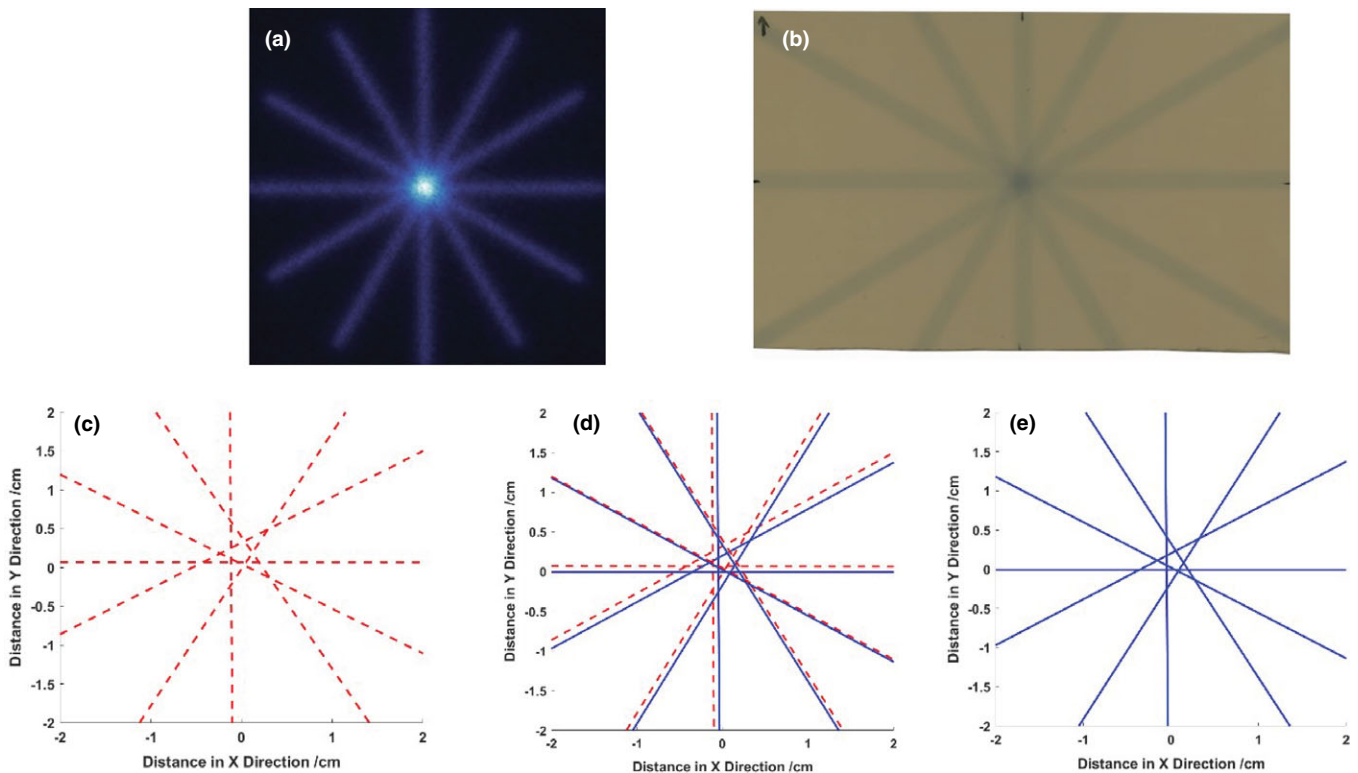 (a)
(b)
(c)
2
1.5
1
0.5
0
-0.5
-1
-1.5
-2
Distance in Y Direction /cm
-2 -1 0 1 2
Distance in X Direction /cm
(d)
2
1.5
1
0.5
0
-0.5
-1
-1.5
-2
Distance in Y Direction /cm
-2 -1 0 1 2
Distance in X Direction /cm
(e)
2
1.5
1
0.5
0
-0.5
-1
-1.5
-2
Distance in Y Direction /cm
-2 -1 0 1 2
Distance in X Direction /cm